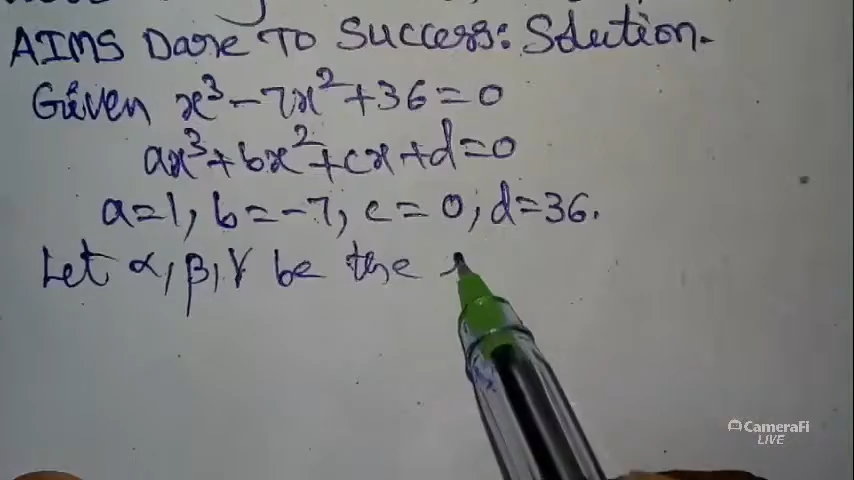 AIMS Dare To Success: Solution.
Given x³-7x²+36=0
ax³+bx²+cx+d=0
a=1, b=-7, c=0, d=36.
Let α, β, γ be the
CameraFi
LIVE